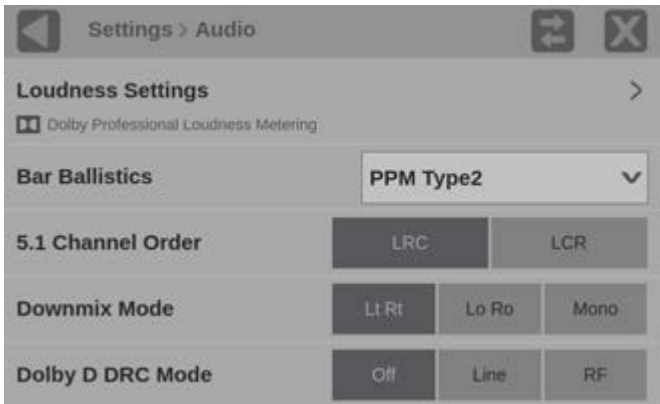 Settings > Audio
Loudness Settings >
Dolby Professional Loudness Metering
Bar Ballistics PPM Type2
5.1 Channel Order LRC LCR
Downmix Mode Lt Rt Lo Ro Mono
Dolby D DRC Mode Off Line RF